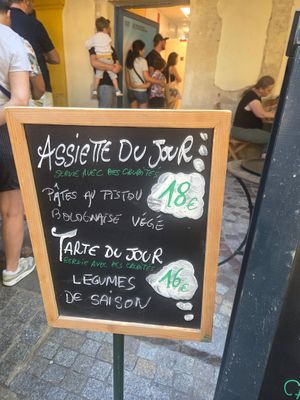 ASSIETTE DU JOUR
SERVIE AVEC DES CRUDITÉS
PÂTES AU PISTOU
BOLOGNAISE VÉGÉ
18€
TARTE DU JOUR
SERVIE AVEC DES CRUDITÉS
LÉGUMES
DE SAISON
16€